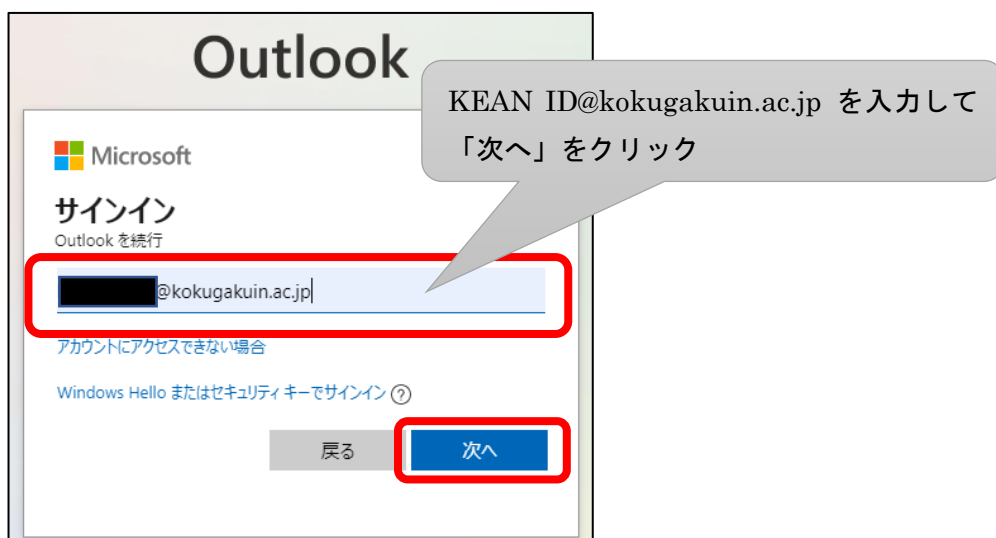 Outlook
KEAN ID@kokugakuin.ac.jp を入力して
「次へ」をクリック
Microsoft
サインイン
Outlook を続行
@kokugakuin.ac.jp
アカウントにアクセスできない場合
Windows Hello またはセキュリティ キーでサインイン ?
戻る
次へ